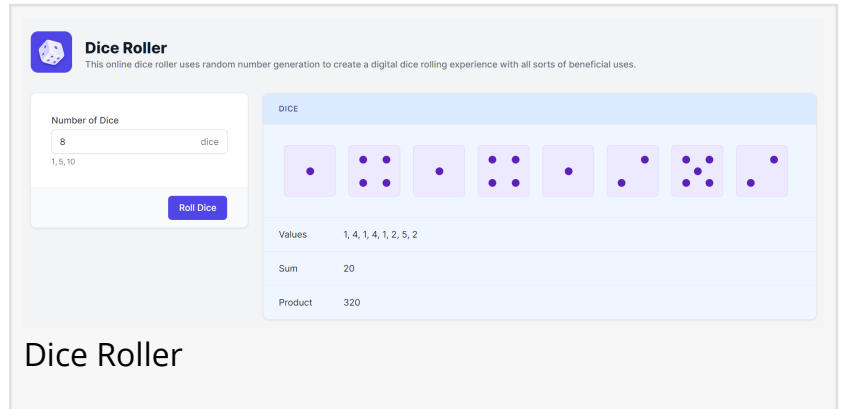 Dice Roller
This online dice roller uses random number generation to create a digital dice rolling experience with all sorts of beneficial uses.
Number of Dice
8 dice
1, 5, 10
Roll Dice
DICE
Values 1, 4, 1, 4, 1, 2, 5, 2
Sum 20
Product 320
Dice Roller